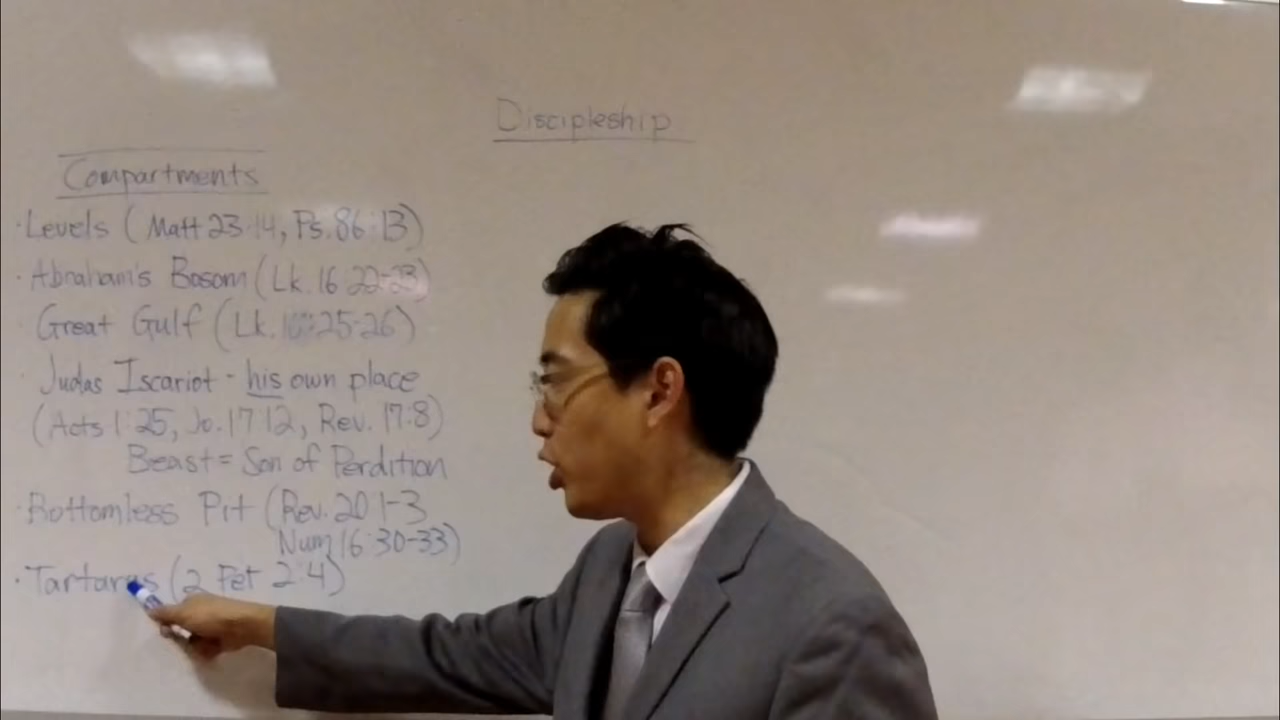 Discipleship
Compartments
· Levels (Matt 23:14, Ps. 86:13)
· Abraham's Bosom (Lk. 16:22-23)
Great Gulf (Lk. 16:25-26)
· Judas Iscariot - his own place
(Acts 1:25, Jo. 17:12, Rev. 17:8)
Beast = Son of Perdition
· Bottomless Pit (Rev. 20:1-3
Num 16:30-33)
· Tartarus (2 Pet 2:4)